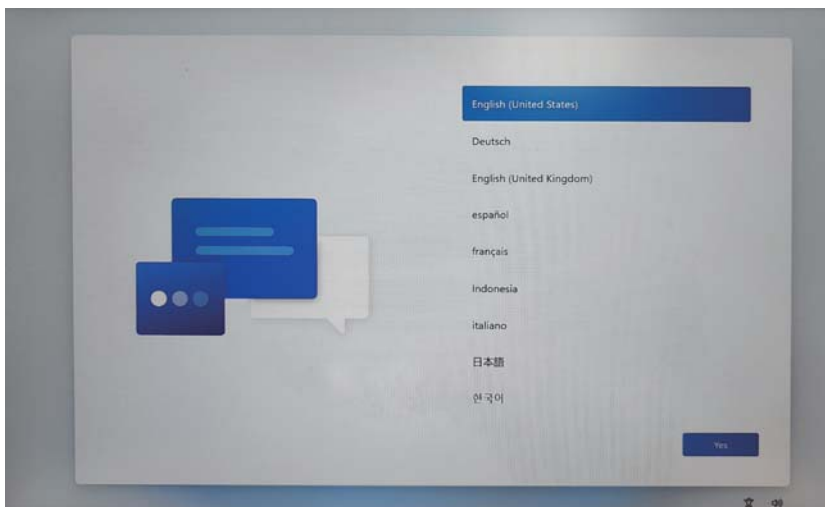 English (United States)
Deutsch
English (United Kingdom)
español
français
Indonesia
italiano
日本語
한국어
Yes